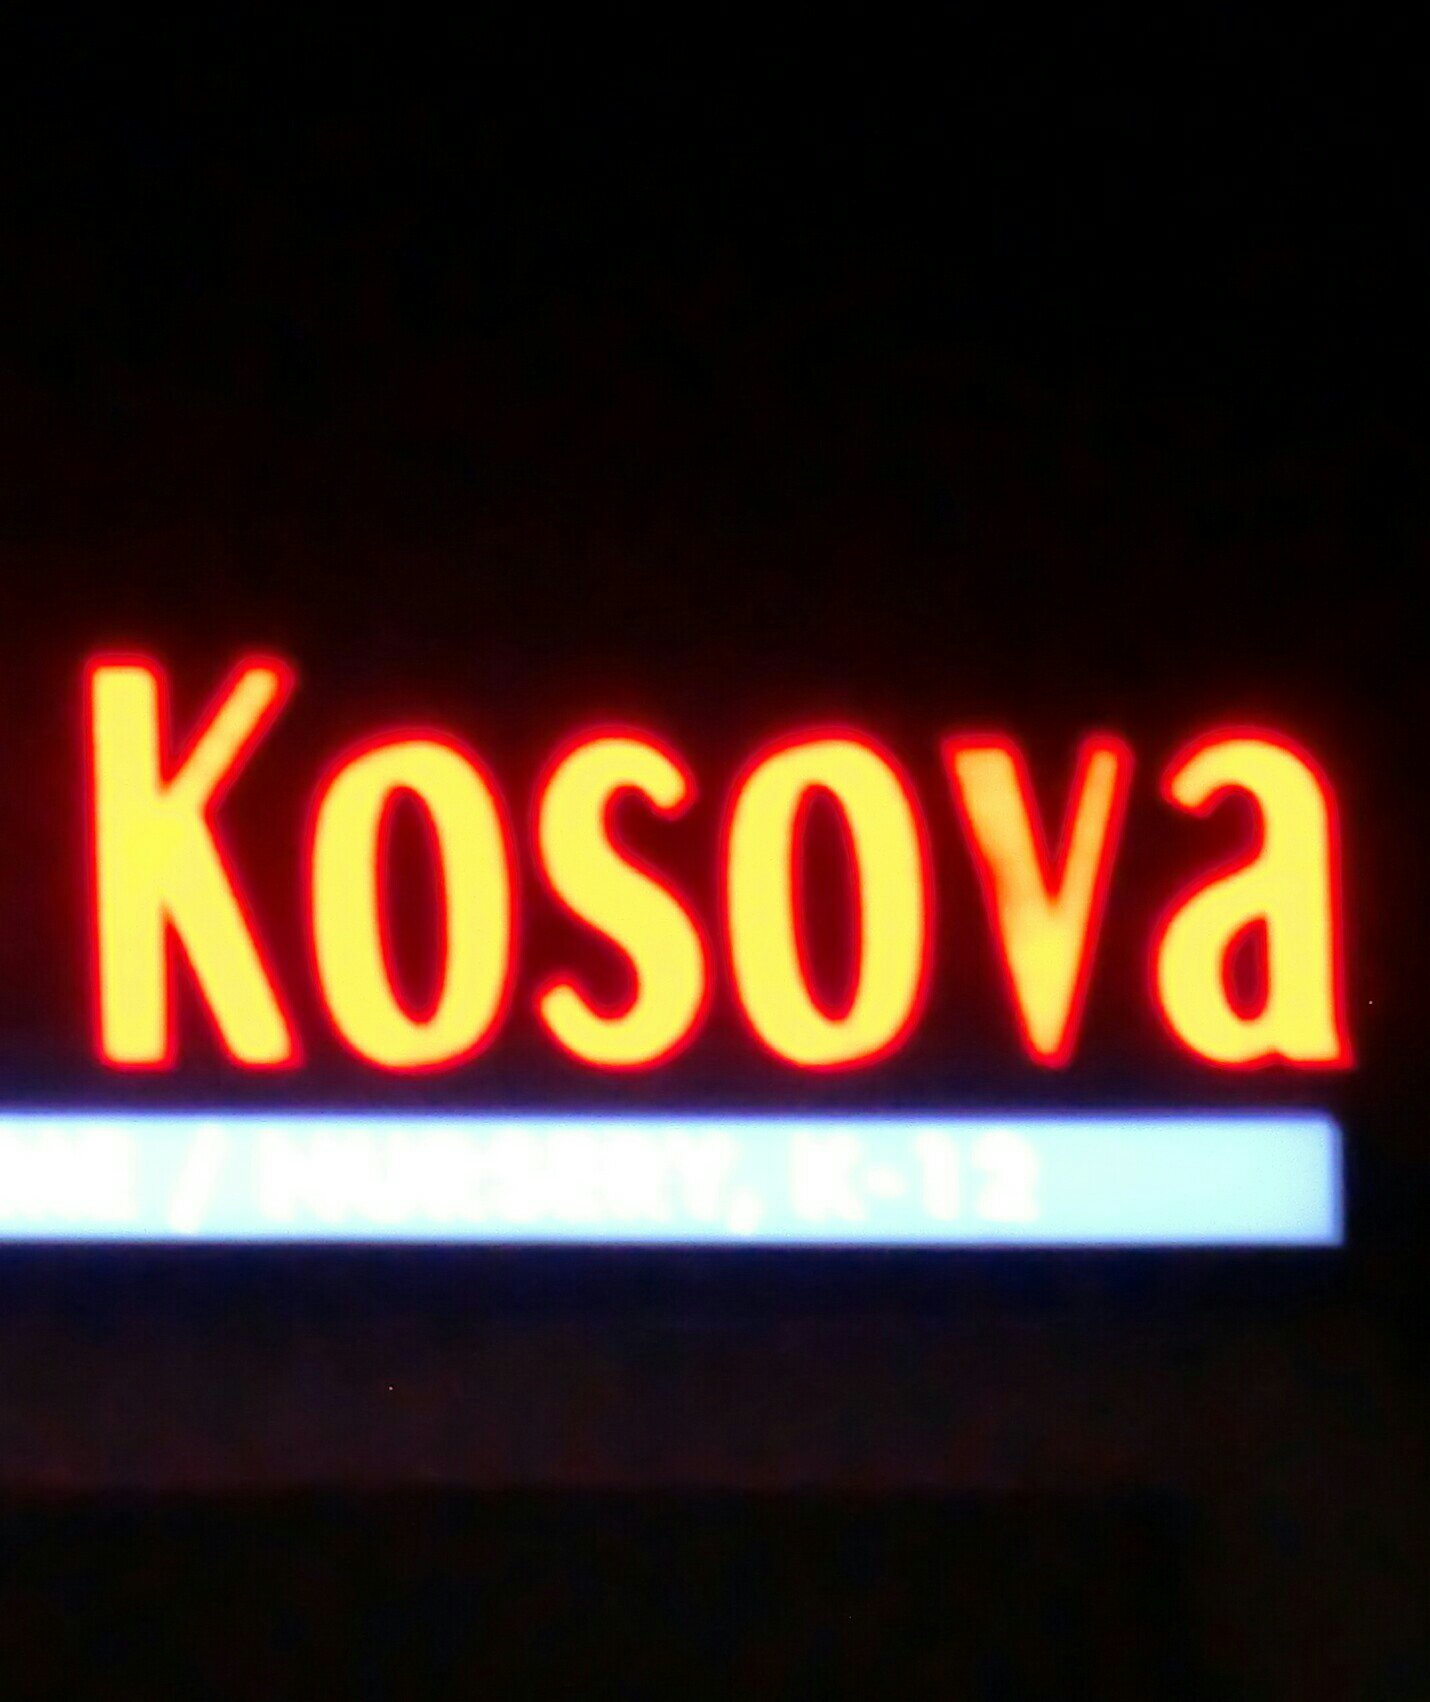 Kosova
/ NURSERY, K-12